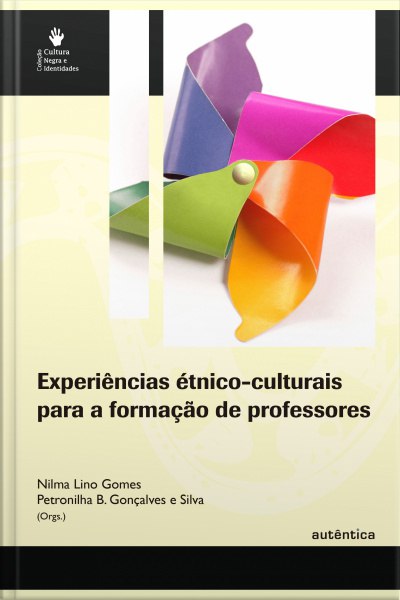 Coleção
Cultura
Negra e
Identidades
Experiências étnico-culturais
para a formação de professores
Nilma Lino Gomes
Petronilha B. Gonçalves e Silva
(Orgs.)
autêntica